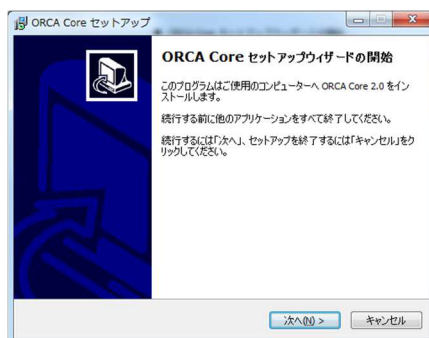 ORCA Core セットアップ
ORCA Core セットアップウィザードの開始
このプログラムはご使用のコンピューターへ ORCA Core 2.0 をイン
ストールします。
続行する前に他のアプリケーションをすべて終了してください。
続行するには「次へ」、セットアップを終了するには「キャンセル」をク
リックしてください。
次へ(N) >
キャンセル